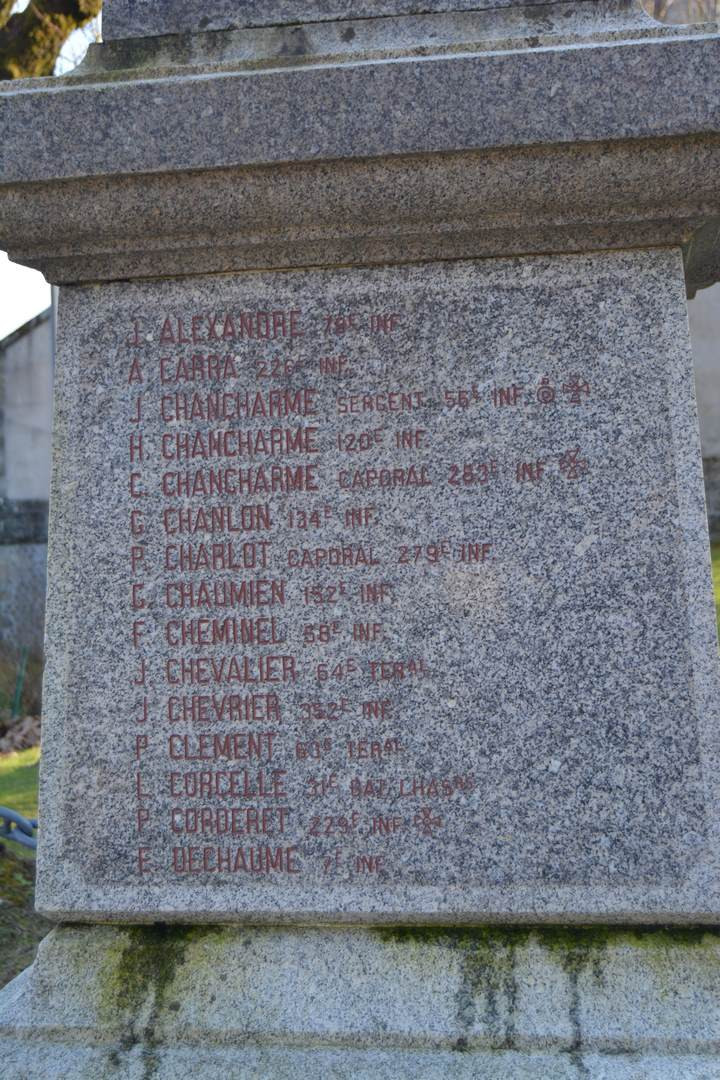 J. ALEXANDRE 79E INF.
A CARRA 226E INF.
J CHANCHARME SERGENT 56E INF.
H. CHANCHARME 120E INF.
C. CHANCHARME CAPORAL 283E INF.
G CHANLON 134E INF.
P. CHARLOT CAPORAL 279E INF.
G. CHAUMIEN 152E INF.
F CHEMINEL 56E INF.
J CHEVALIER 64E TERAL
J CHEVRIER 352E INF.
P CLEMENT 63E TERAL
L CORCELLE 31E BAT. CHASRS
P. CORDERET 229E INF.
E. DECHAUME 7E INF.